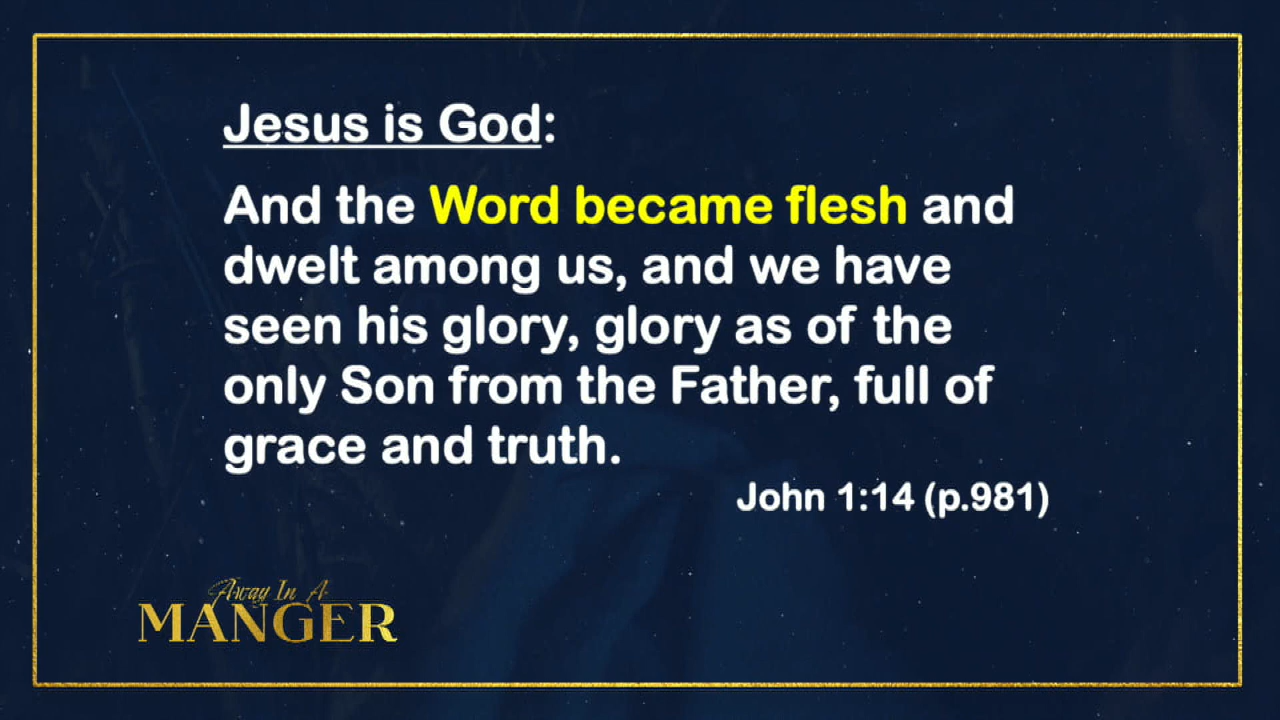 Jesus is God:
And the Word became flesh and
dwelt among us, and we have
seen his glory, glory as of the
only Son from the Father, full of
grace and truth.
John 1:14 (p.981)
Away In A
MANGER